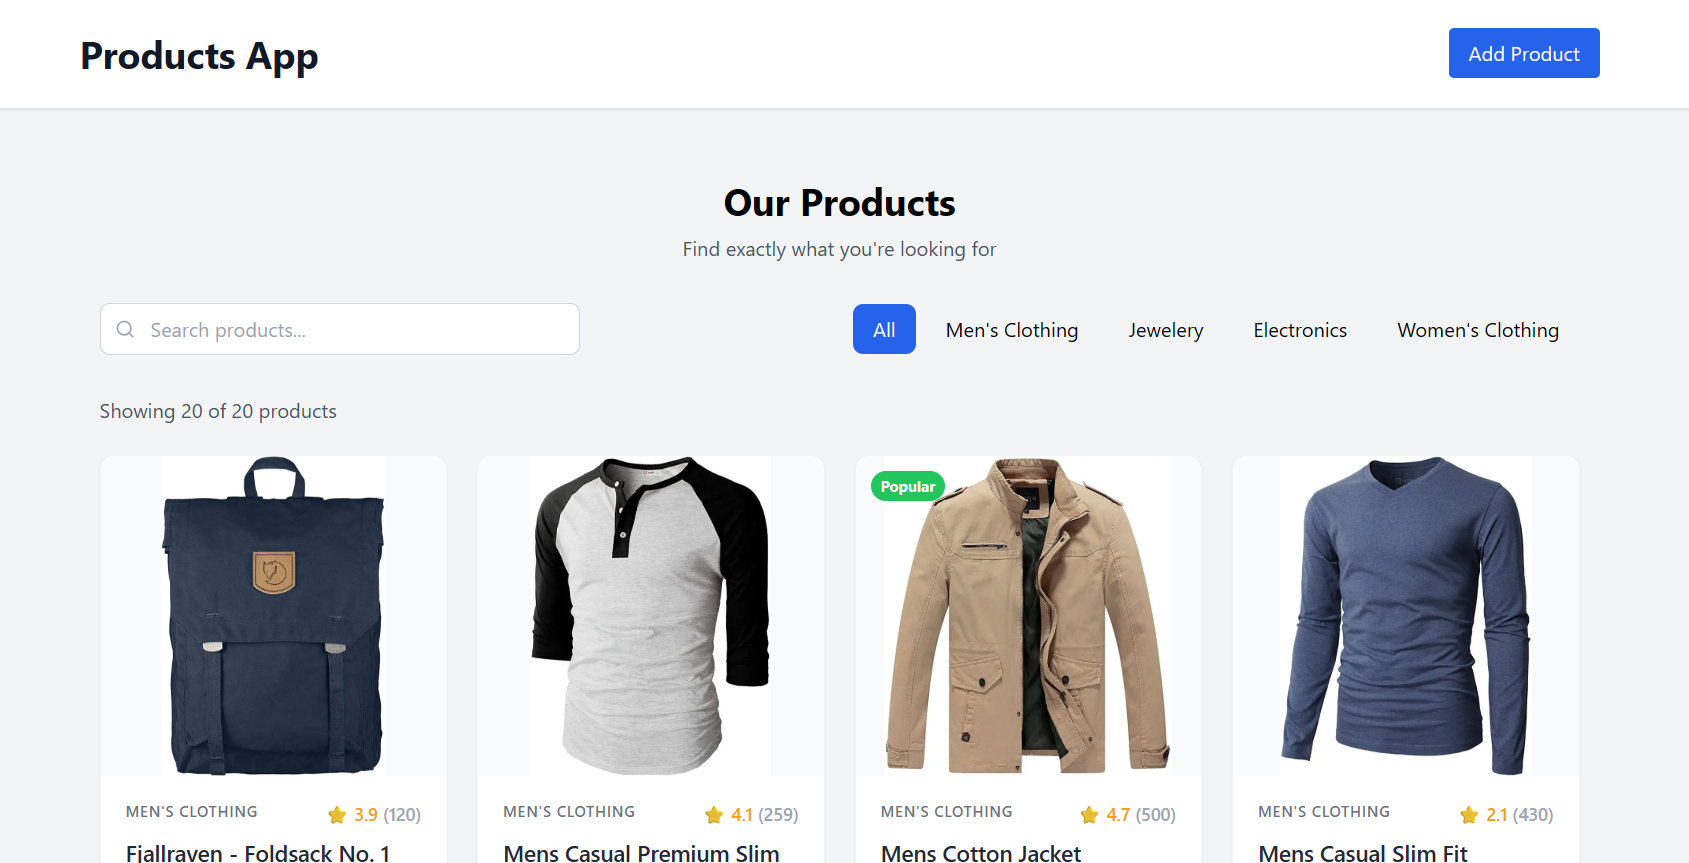 Products App
Add Product
Our Products
Find exactly what you're looking for
Search products...
All
Men's Clothing
Jewelery
Electronics
Women's Clothing
Showing 20 of 20 products
Popular
MEN'S CLOTHING
3.9 (120)
MEN'S CLOTHING
4.1 (259)
MEN'S CLOTHING
4.7 (500)
MEN'S CLOTHING
2.1 (430)
Fjallraven - Foldsack No. 1
Mens Casual Premium Slim
Mens Cotton Jacket
Mens Casual Slim Fit